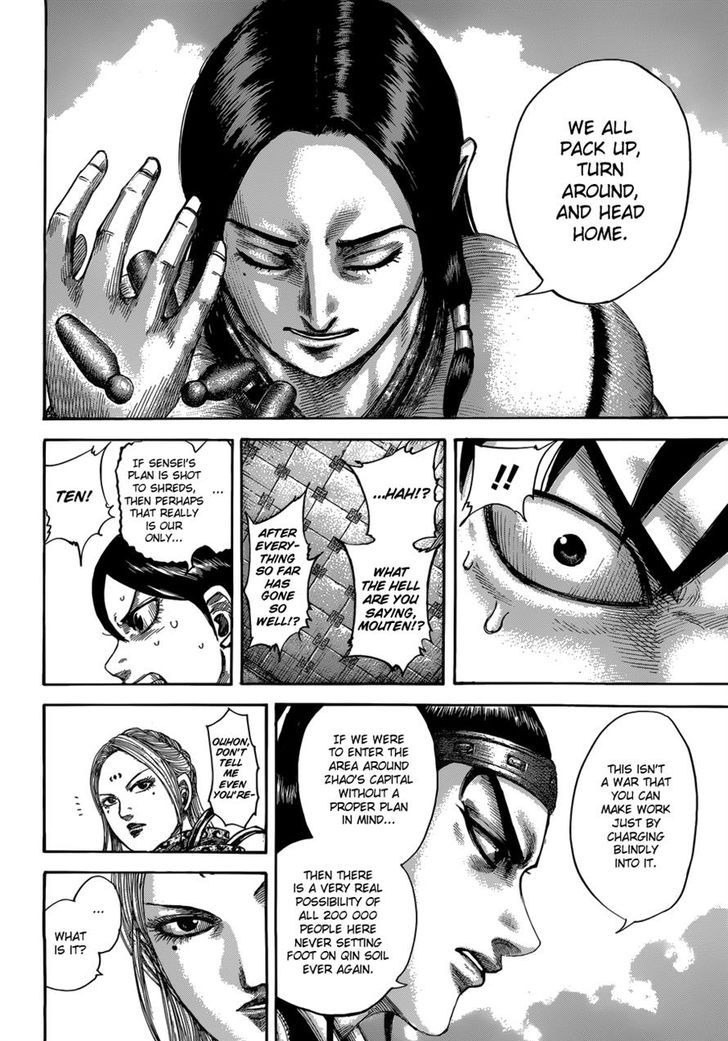 WE ALL
PACK UP,
TURN
AROUND,
AND HEAD
HOME.
!!
...HAH!?
WHAT
THE HELL
ARE YOU
SAYING,
MOUTEN!?
AFTER
EVERY-
THING
SO FAR
HAS
GONE
SO
WELL!?
...
IF SENSEI'S
PLAN IS SHOT
TO SHREDS,
THEN PERHAPS
THAT REALLY
IS OUR
ONLY...
TEN!
THIS ISN'T
A WAR THAT
YOU CAN
MAKE WORK
JUST BY
CHARGING
BLINDLY
INTO IT.
IF WE WERE
TO ENTER THE
AREA AROUND
ZHAO'S CAPITAL
WITHOUT A
PROPER PLAN
IN MIND...
THEN THERE
IS A VERY REAL
POSSIBILITY OF
ALL 200 000
PEOPLE HERE
NEVER SETTING
FOOT ON QIN SOIL
EVER AGAIN.
OUHON,
DON'T
TELL
ME
EVEN
YOU'RE-
...
WHAT
IS IT?